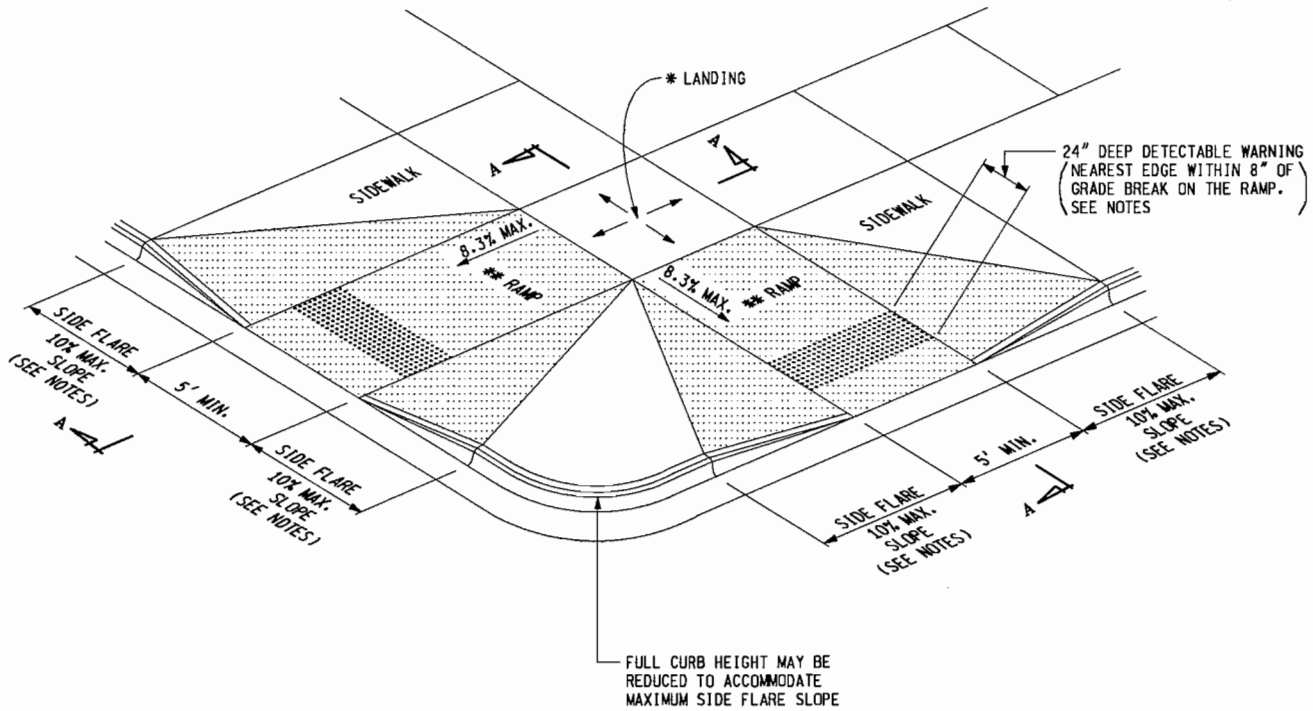 * LANDING
A
A
24" DEEP DETECTABLE WARNING
(NEAREST EDGE WITHIN 8" OF
GRADE BREAK ON THE RAMP.
SEE NOTES)
SIDEWALK
SIDEWALK
8.3% MAX.
** RAMP
8.3% MAX.
** RAMP
SIDE FLARE
10% MAX.
SLOPE
(SEE NOTES)
5' MIN.
A
SIDE FLARE
10% MAX.
SLOPE
(SEE NOTES)
SIDE FLARE
10% MAX.
SLOPE
(SEE NOTES)
5' MIN.
A
SIDE FLARE
10% MAX.
SLOPE
(SEE NOTES)
FULL CURB HEIGHT MAY BE
REDUCED TO ACCOMMODATE
MAXIMUM SIDE FLARE SLOPE